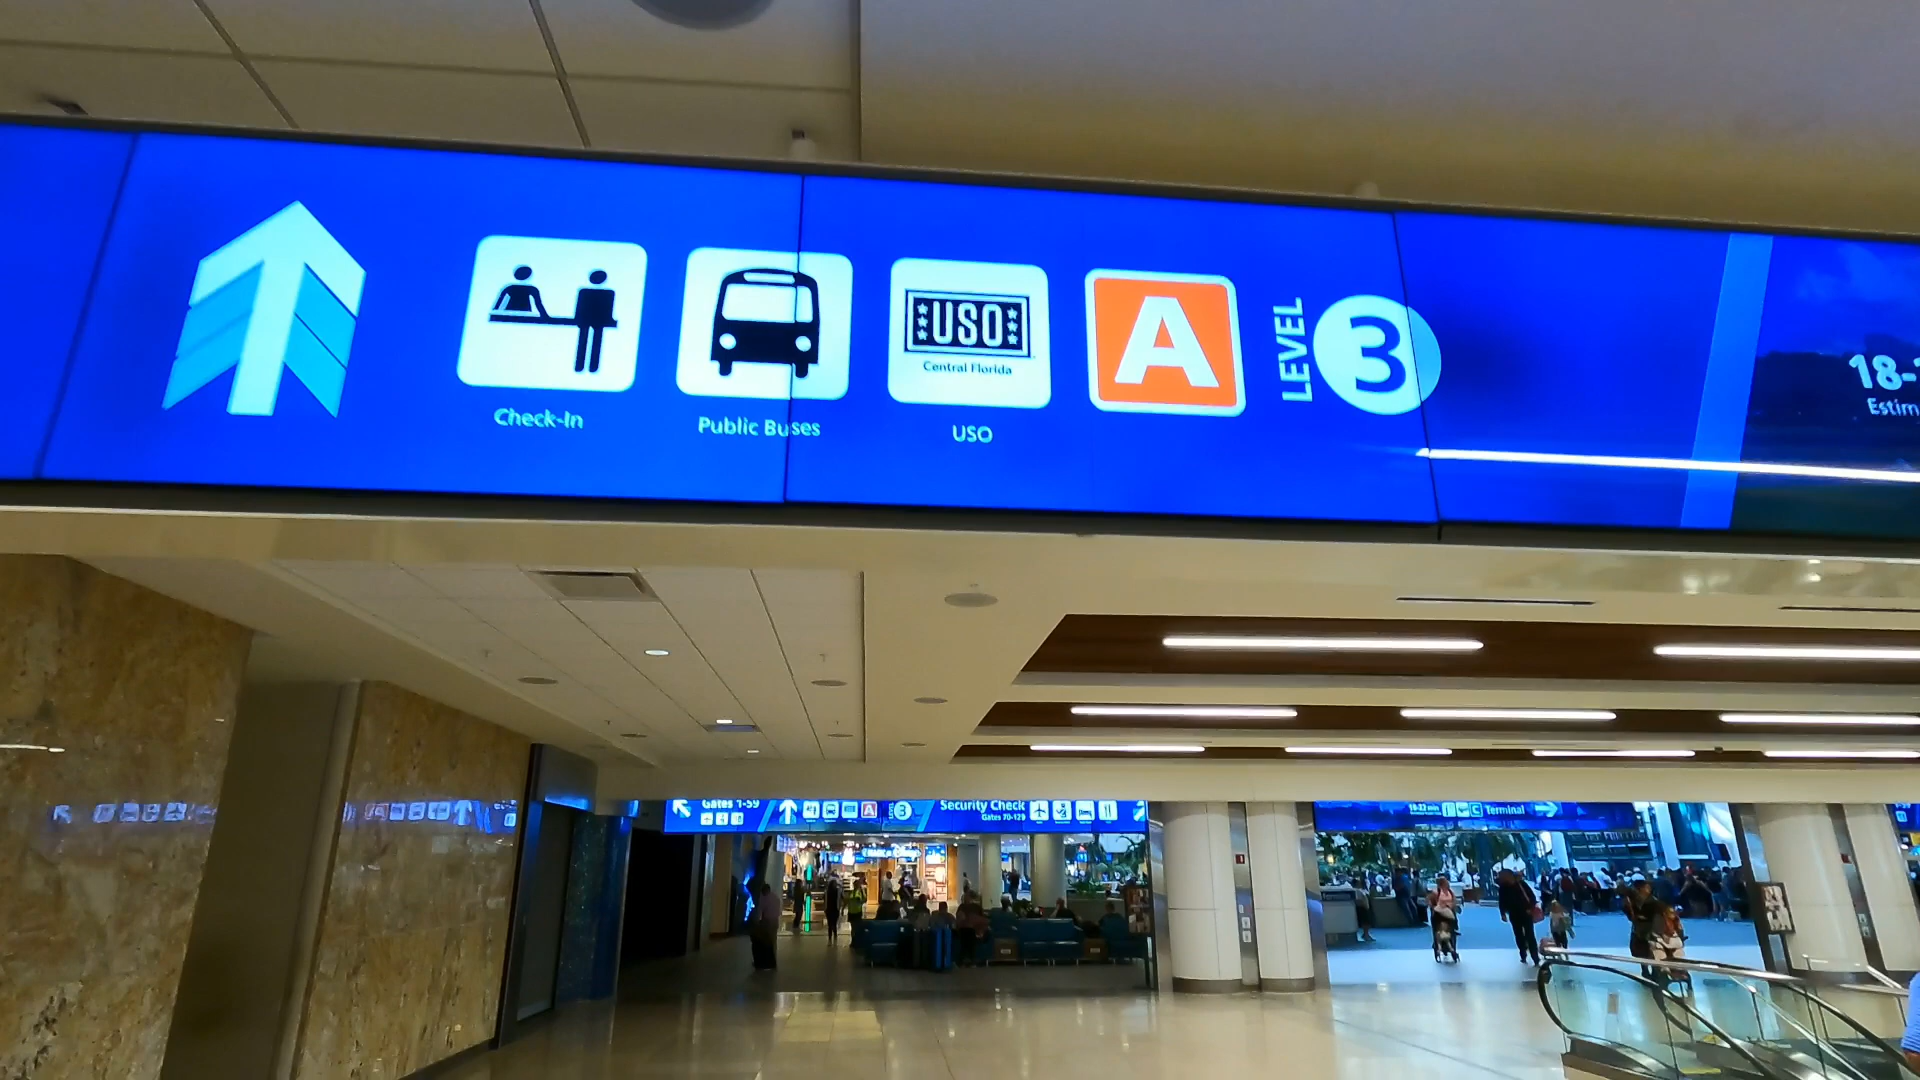 USO
Central Florida
A
LEVEL 3
Check-In
Public Buses
USO
Estim
Gates 1-59
A
3
Security Check
Gates 70-129
Terminal